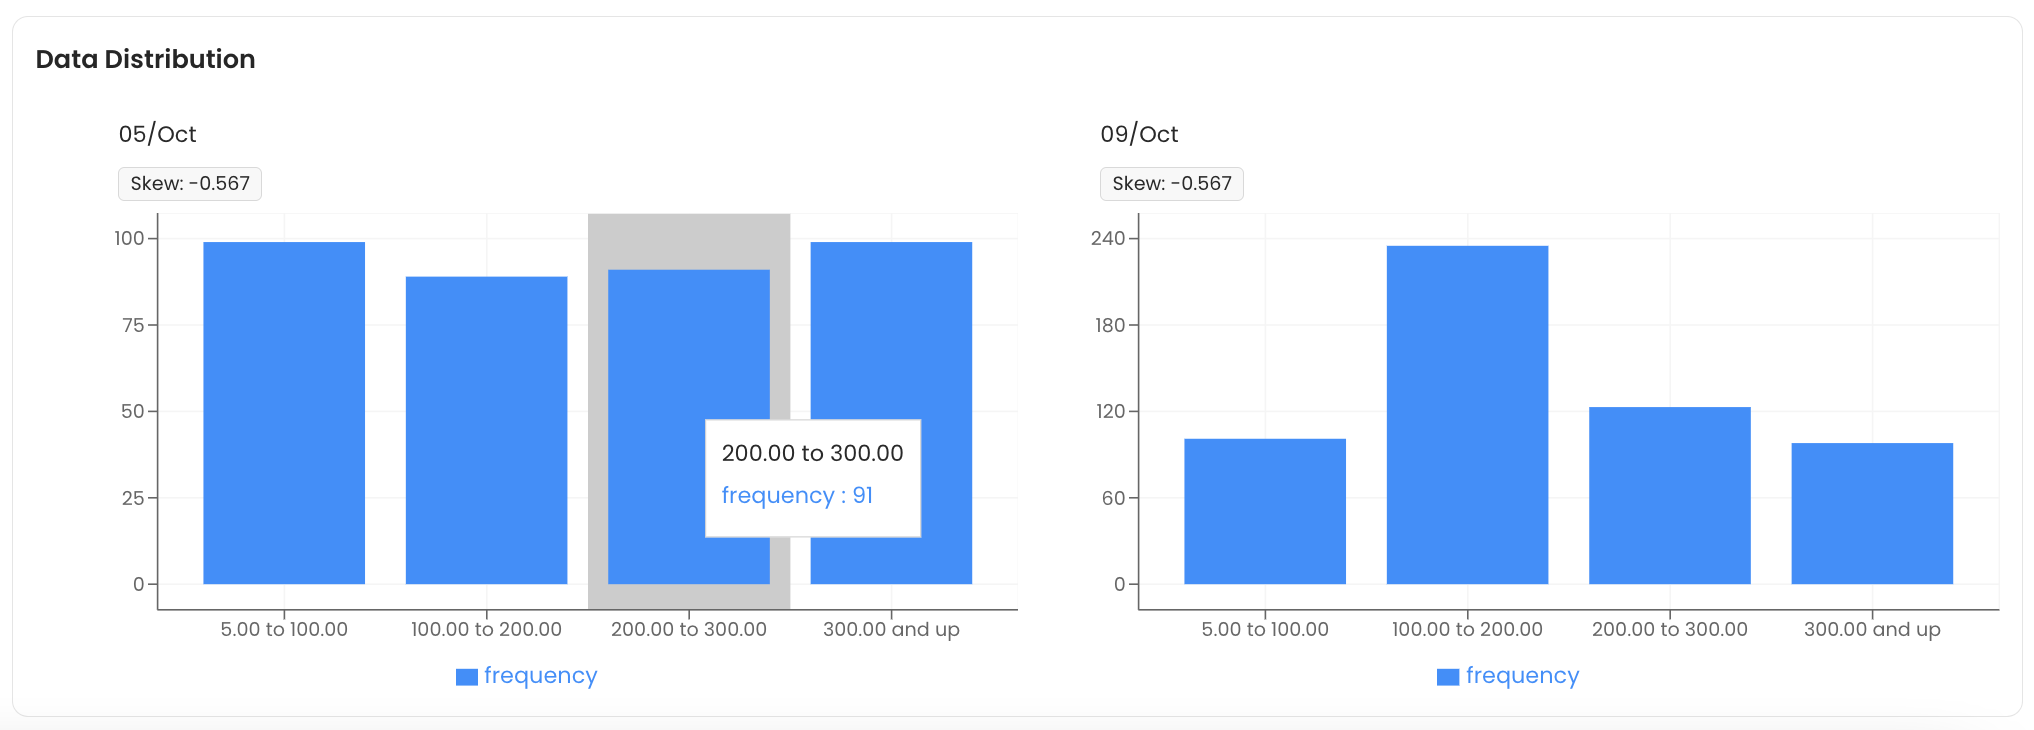 Data Distribution
05/Oct
Skew: -0.567
100
75
50
25
0
200.00 to 300.00
frequency : 91
5.00 to 100.00
100.00 to 200.00
200.00 to 300.00
300.00 and up
frequency
09/Oct
Skew: -0.567
240
180
120
60
0
5.00 to 100.00
100.00 to 200.00
200.00 to 300.00
300.00 and up
frequency